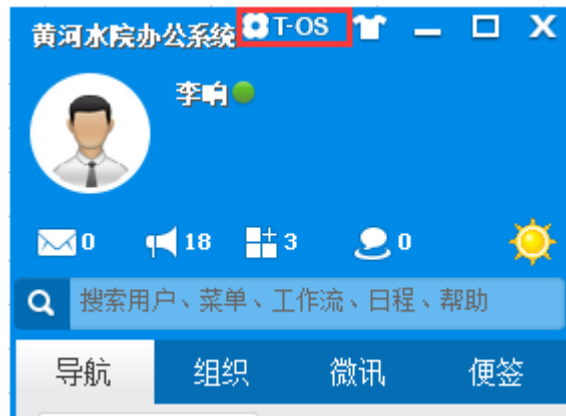 黄河水院办公系统 T-OS
李响
0 18 3 0
搜索用户、菜单、工作流、日程、帮助
导航 组织 微讯 便签